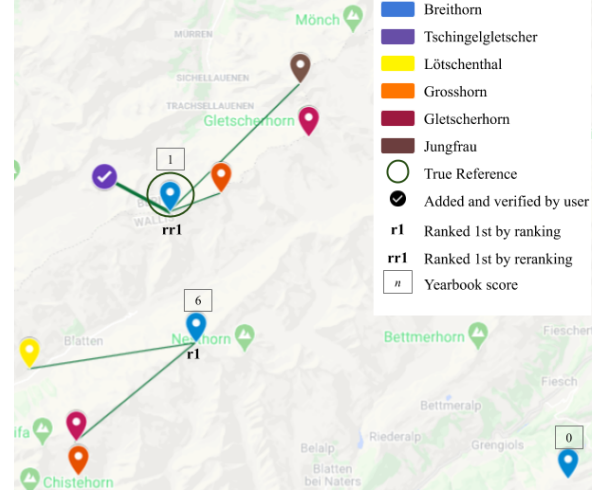 Mönch
MÜRREN
SICHELLAUENEN
TRACHSELLAUENEN
Gletscherhorn
1
WALLIS
rr1
6
Blatten
r1
Bettmerhorn
Fieschert
Fiesch
Bettmeralp
Riederalp
Grengiols
Belalp
Blatten
bei Naters
ifa
Chistehorn
0
Breithorn
Tschingelgletscher
Lötschenthal
Grosshorn
Gletscherhorn
Jungfrau
True Reference
Added and verified by user
r1 Ranked 1st by ranking
rr1 Ranked 1st by reranking
n Yearbook score